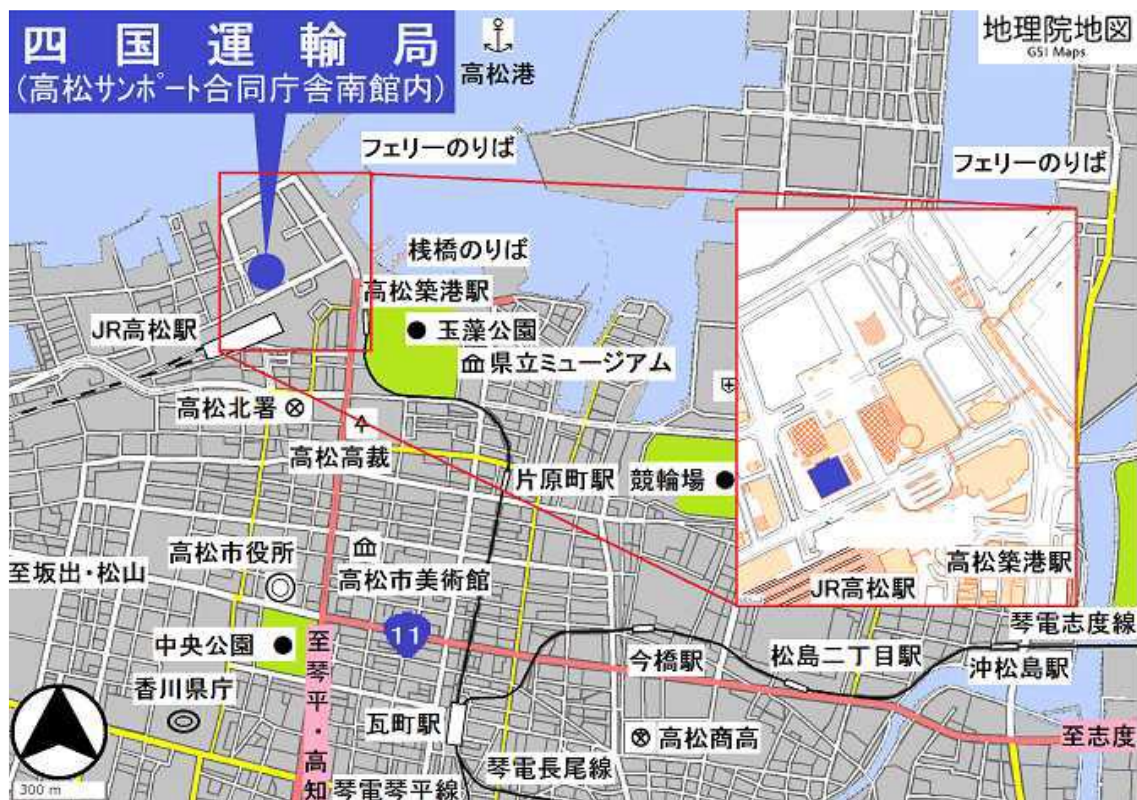 四国運輸局
(高松サンポート合同庁舎南館内)
高松港
地理院地図
GSI Maps
フェリーのりば
フェリーのりば
桟橋のりば
高松築港駅
JR高松駅
玉藻公園
県立ミュージアム
高松北署
高松高裁
片原町駅
競輪場
高松市役所
至坂出・松山
高松市美術館
高松築港駅
JR高松駅
11
中央公園
至琴平・高知
今橋駅
松島二丁目駅
琴電志度線
沖松島駅
香川県庁
瓦町駅
高松商高
至志度
琴電長尾線
琴電琴平線
300 m